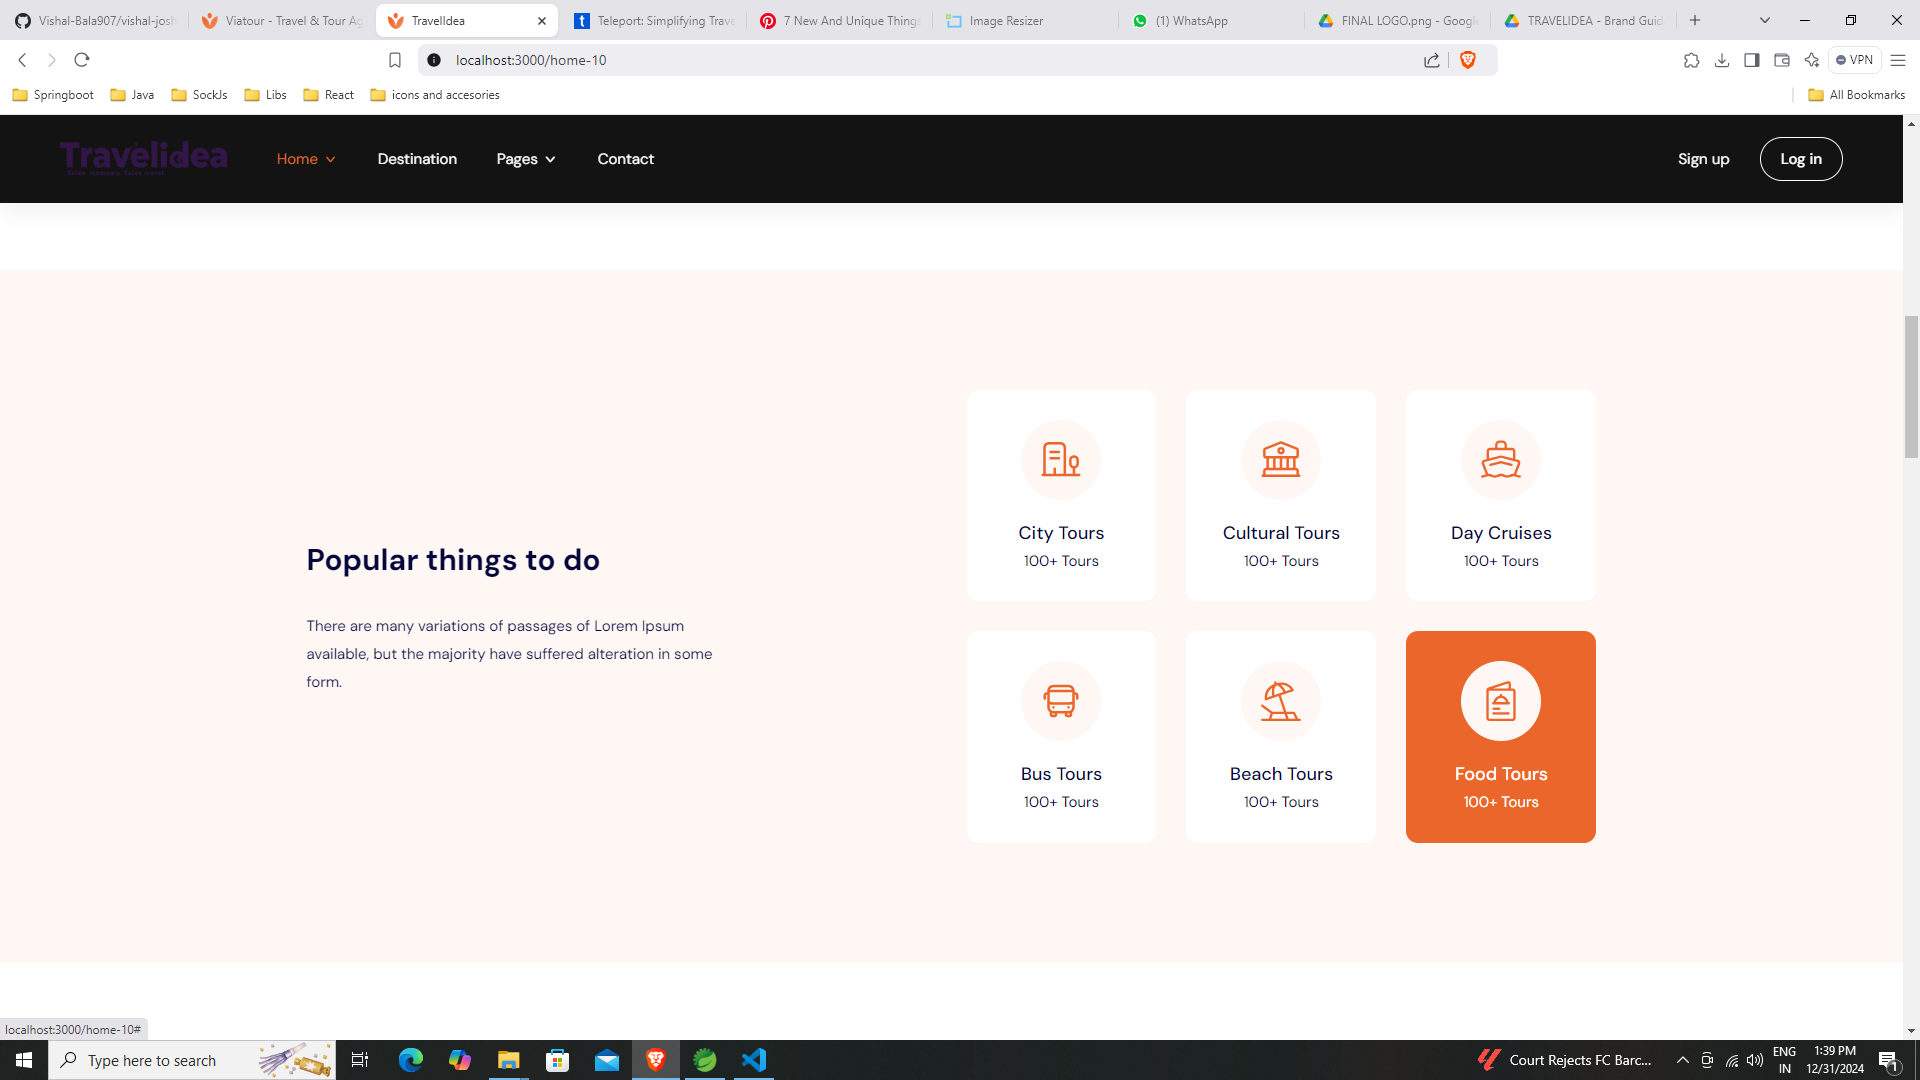 Vishal-Bala907/vishal-josh
Viatour - Travel & Tour Ag
TravelIdea
Teleport: Simplifying Trave
7 New And Unique Things
Image Resizer
(1) WhatsApp
FINAL LOGO.png - Google
TRAVELIDEA - Brand Guid
localhost:3000/home-10
VPN
Springboot
Java
SockJs
Libs
React
icons and accesories
All Bookmarks
Travelidea
Home
Destination
Pages
Contact
Sign up
Log in
Popular things to do
There are many variations of passages of Lorem Ipsum
available, but the majority have suffered alteration in some
form.
City Tours
100+ Tours
Cultural Tours
100+ Tours
Day Cruises
100+ Tours
Bus Tours
100+ Tours
Beach Tours
100+ Tours
Food Tours
100+ Tours
localhost:3000/home-10#
Type here to search
Court Rejects FC Barc...
ENG
IN
1:39 PM
12/31/2024
1